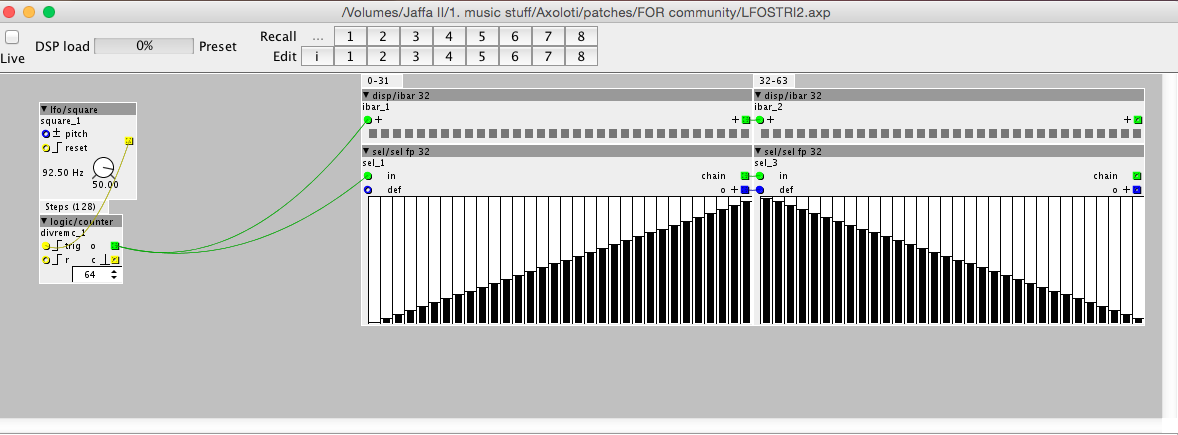 /Volumes/Jaffa II/1. music stuff/Axoloti/patches/FOR community/LFOSTRI2.axp
Live
DSP load 0% Preset
Recall ... 1 2 3 4 5 6 7 8
Edit i 1 2 3 4 5 6 7 8
lfo/square
square_1
pitch
reset
92.50 Hz
50.00
Steps (128)
logic/counter
divremc_1
trig o
r c
64
0-31
disp/ibar 32
ibar_1
+ +
sel/sel fp 32
sel_1
in chain
def o +
32-63
disp/ibar 32
ibar_2
+ +
sel/sel fp 32
sel_3
in chain
def o +